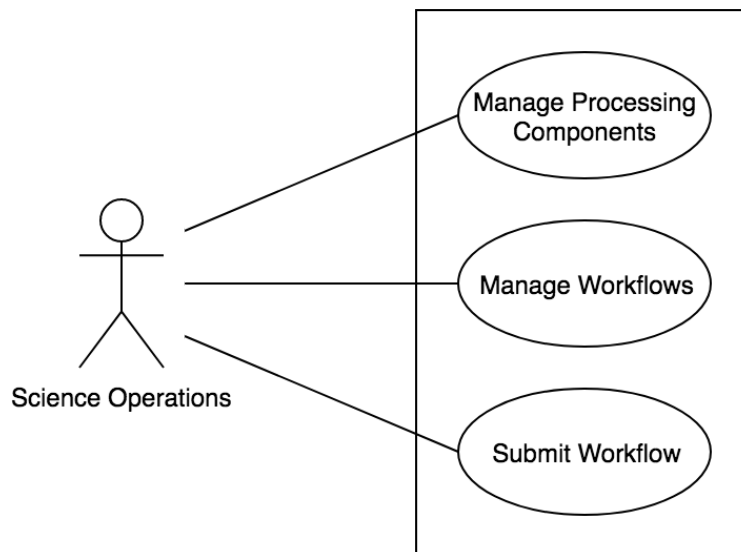 Manage Processing
Components
Manage Workflows
Science Operations
Submit Workflow